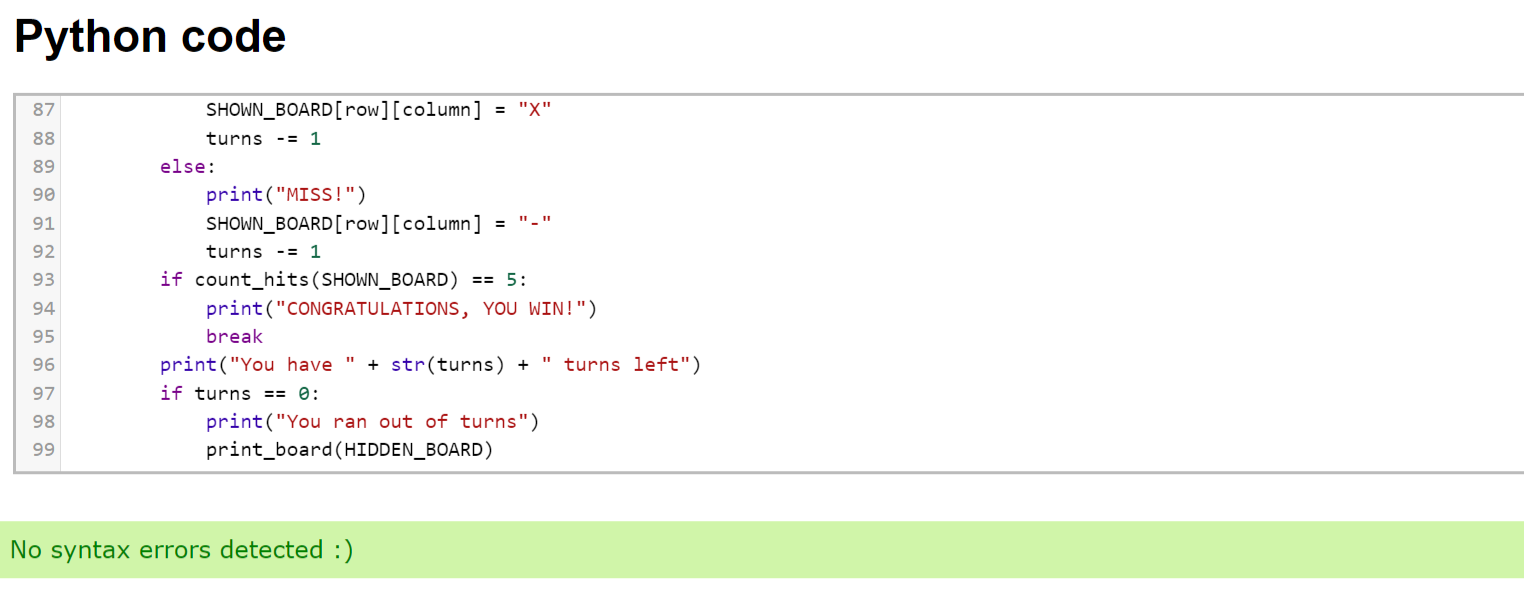 Python code
87 SHOWN_BOARD[row][column] = "X"
88 turns -= 1
89 else:
90 print("MISS!")
91 SHOWN_BOARD[row][column] = "-"
92 turns -= 1
93 if count_hits(SHOWN_BOARD) == 5:
94 print("CONGRATULATIONS, YOU WIN!")
95 break
96 print("You have " + str(turns) + " turns left")
97 if turns == 0:
98 print("You ran out of turns")
99 print_board(HIDDEN_BOARD)
No syntax errors detected :)